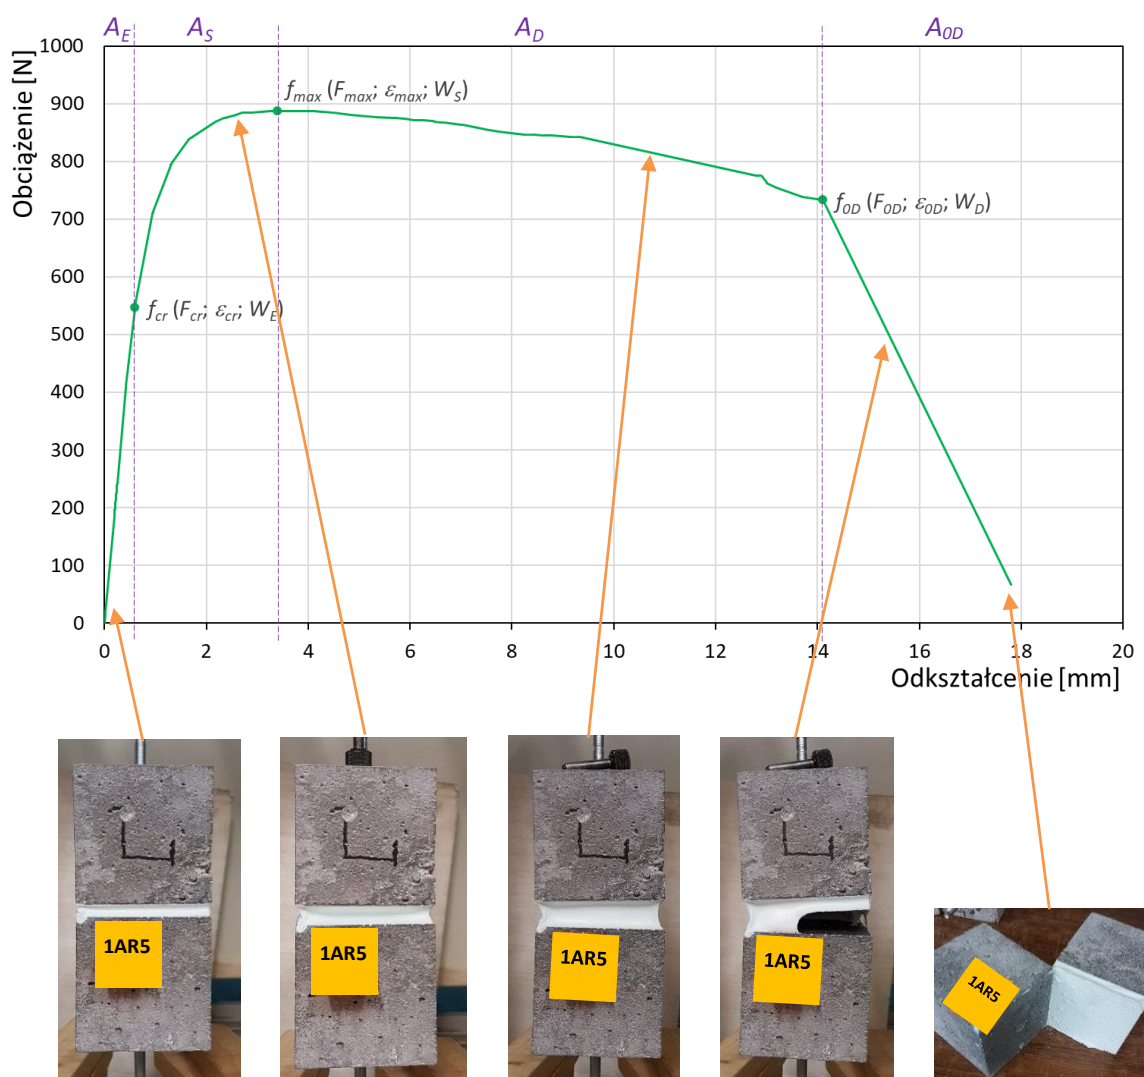 A_E A_S A_D A_0D
Obciążenie [N]
1000
900
800
700
600
500
400
300
200
100
0
f_max (F_max; ε_max; W_S)
f_0D (F_0D; ε_0D; W_D)
f_cr (F_cr; ε_cr; W_E)
0 2 4 6 8 10 12 14 16 18 20
Odkształcenie [mm]
1AR5
1AR5
1AR5
1AR5
1AR5